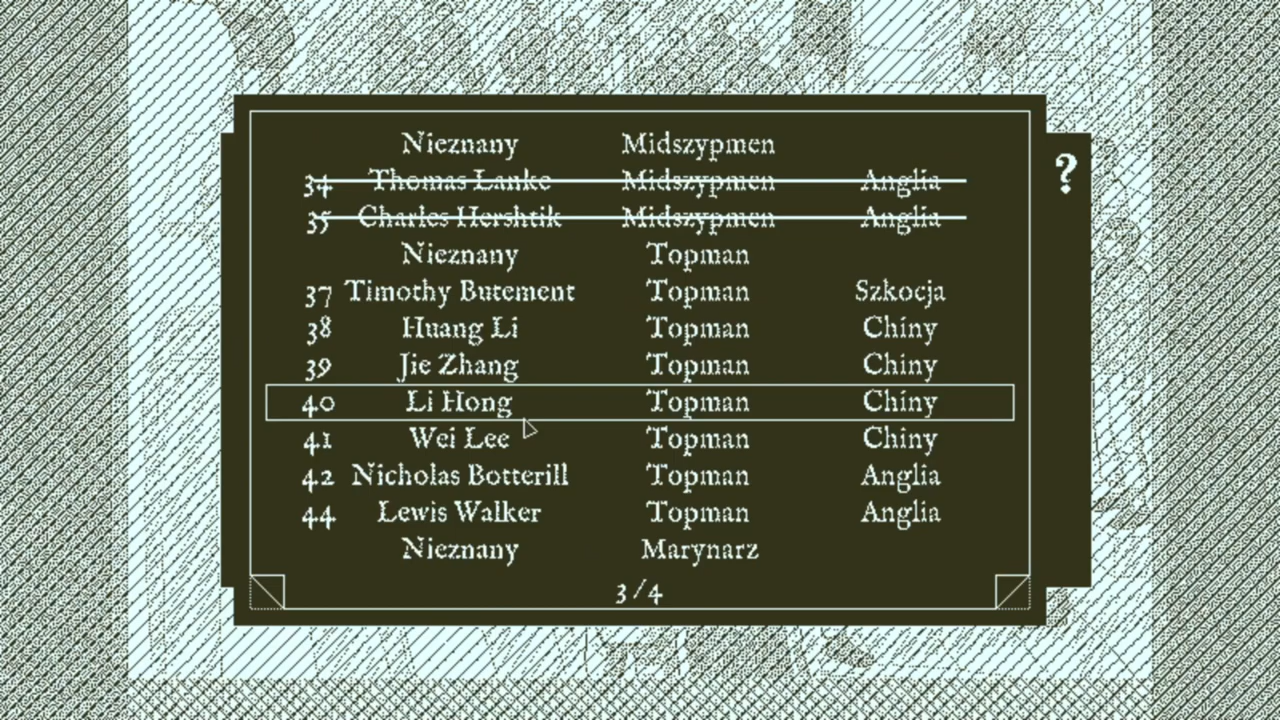 Nieznany Midszypmen
?
34 Thomas Lanke Midszypmen Anglia
35 Charles Hershtik Midszypmen Anglia
Nieznany Topman
37 Timothy Butement Topman Szkocja
38 Huang Li Topman Chiny
39 Jie Zhang Topman Chiny
40 Li Hong Topman Chiny
41 Wei Lee Topman Chiny
42 Nicholas Botterill Topman Anglia
44 Lewis Walker Topman Anglia
Nieznany Marynarz
3/4